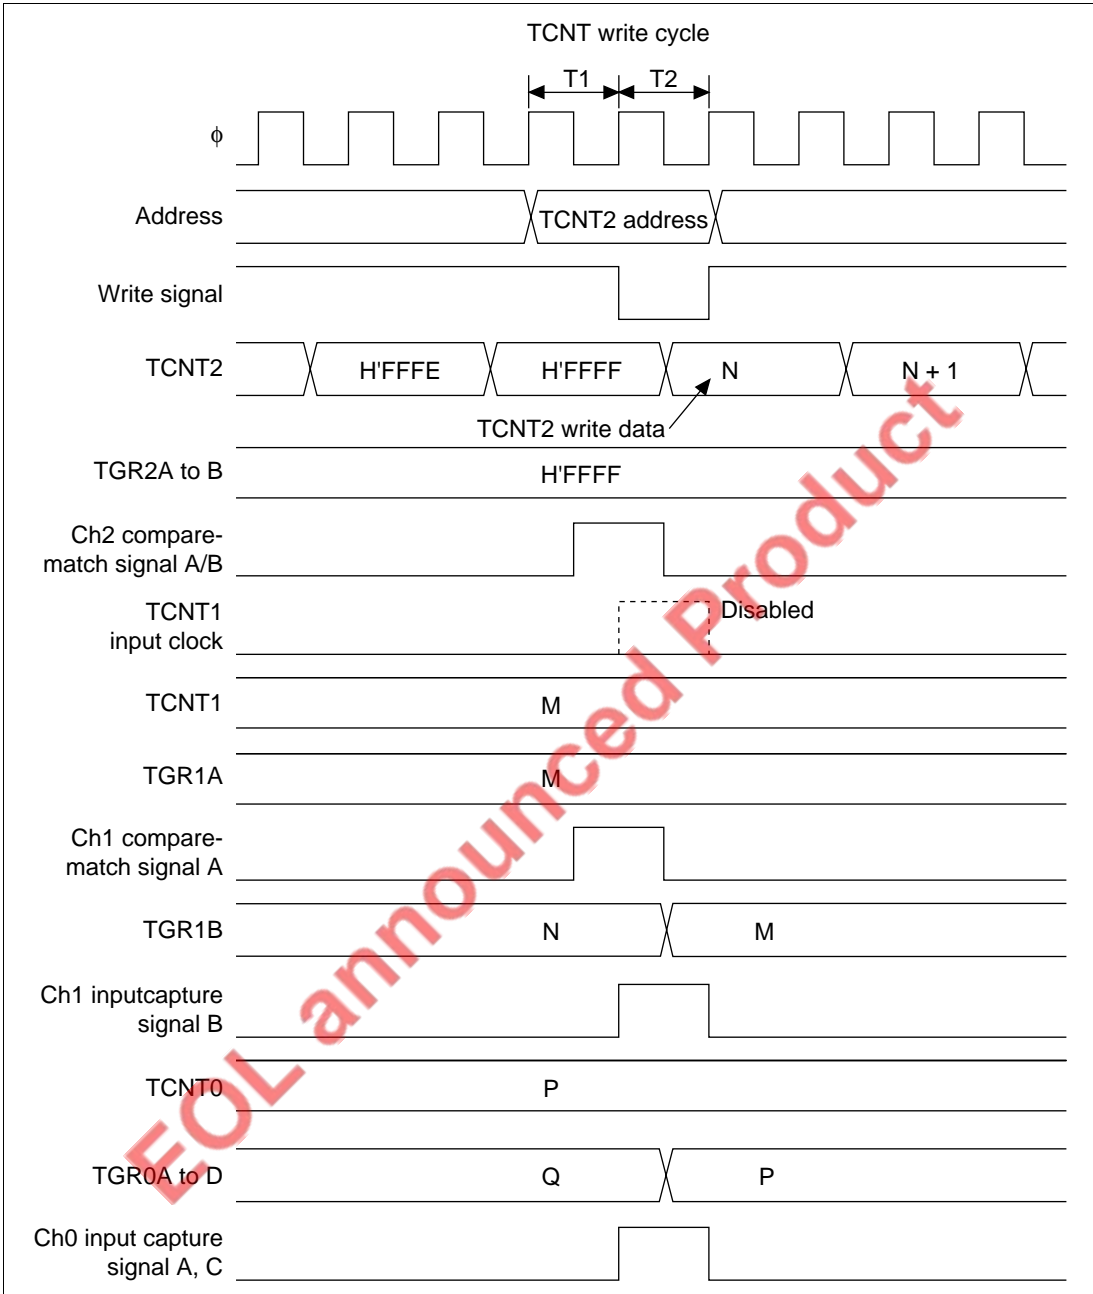 TCNT write cycle
T1 T2
ϕ
Address TCNT2 address
Write signal
TCNT2 H'FFFE H'FFFF N N + 1
TCNT2 write data
TGR2A to B H'FFFF
Ch2 compare-
match signal A/B
TCNT1 Disabled
input clock
TCNT1 M
TGR1A M
Ch1 compare-
match signal A
TGR1B N M
Ch1 inputcapture
signal B
TCNT0 P
TGR0A to D Q P
Ch0 input capture
signal A, C
EOL announced Product